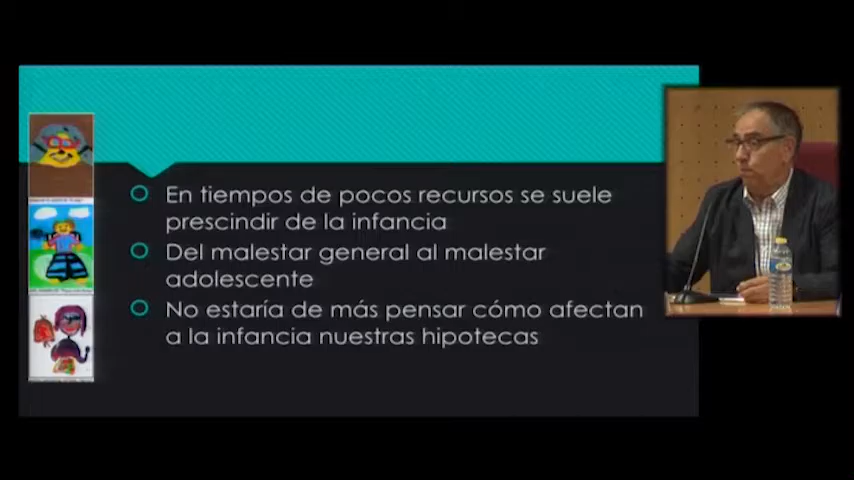 En tiempos de pocos recursos se suele
prescindir de la infancia
Del malestar general al malestar
adolescente
No estaría de más pensar cómo afectan
a la infancia nuestras hipotecas